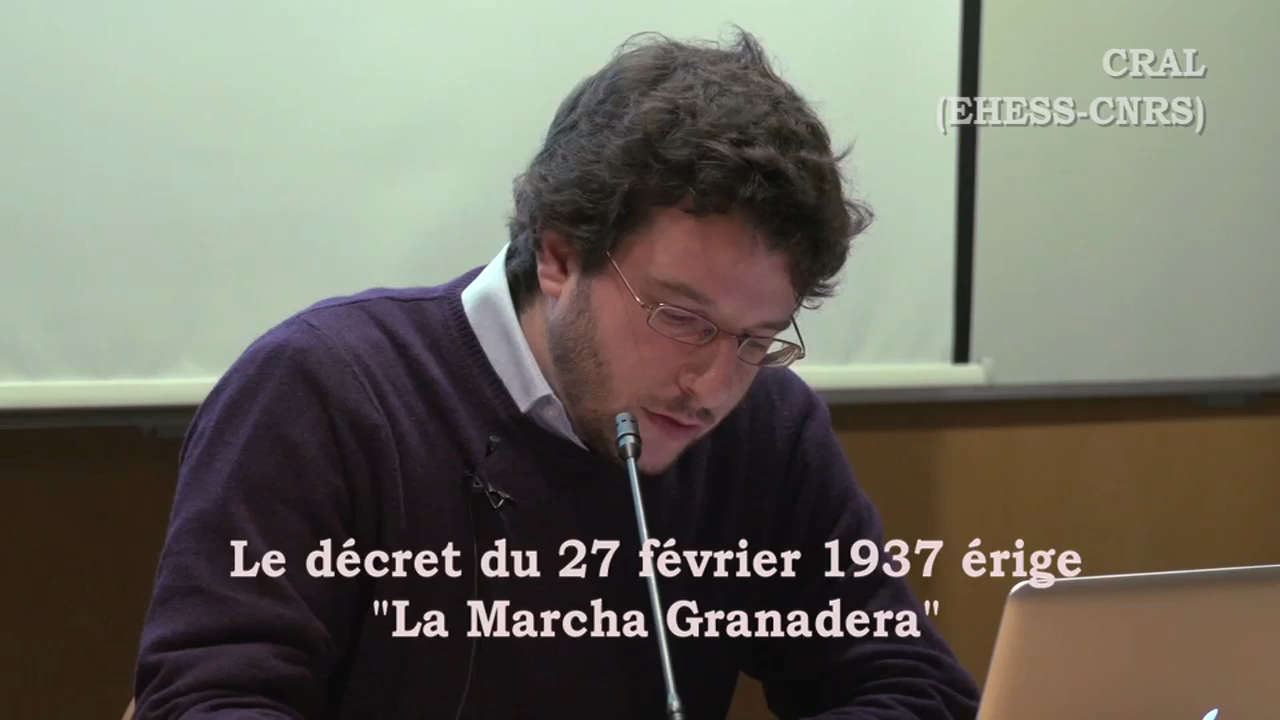 CRAL
(EHESS-CNRS)
Le décret du 27 février 1937 érige
"La Marcha Granadera"